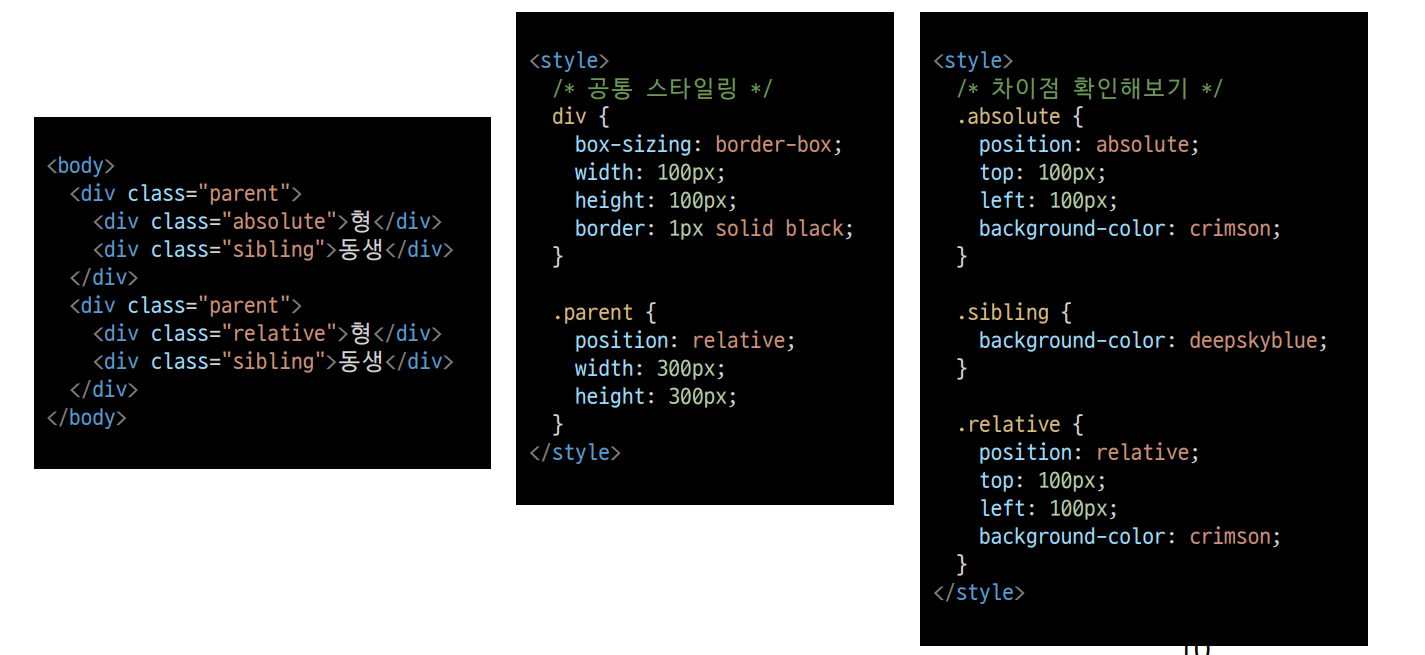 <body>
  <div class="parent">
    <div class="absolute">형</div>
    <div class="sibling">동생</div>
  </div>
  <div class="parent">
    <div class="relative">형</div>
    <div class="sibling">동생</div>
  </div>
</body>
<style>
  /* 공통 스타일링 */
  div {
    box-sizing: border-box;
    width: 100px;
    height: 100px;
    border: 1px solid black;
  }
  .parent {
    position: relative;
    width: 300px;
    height: 300px;
  }
</style>
<style>
  /* 차이점 확인해보기 */
  .absolute {
    position: absolute;
    top: 100px;
    left: 100px;
    background-color: crimson;
  }
  .sibling {
    background-color: deepskyblue;
  }
  .relative {
    position: relative;
    top: 100px;
    left: 100px;
    background-color: crimson;
  }
</style>